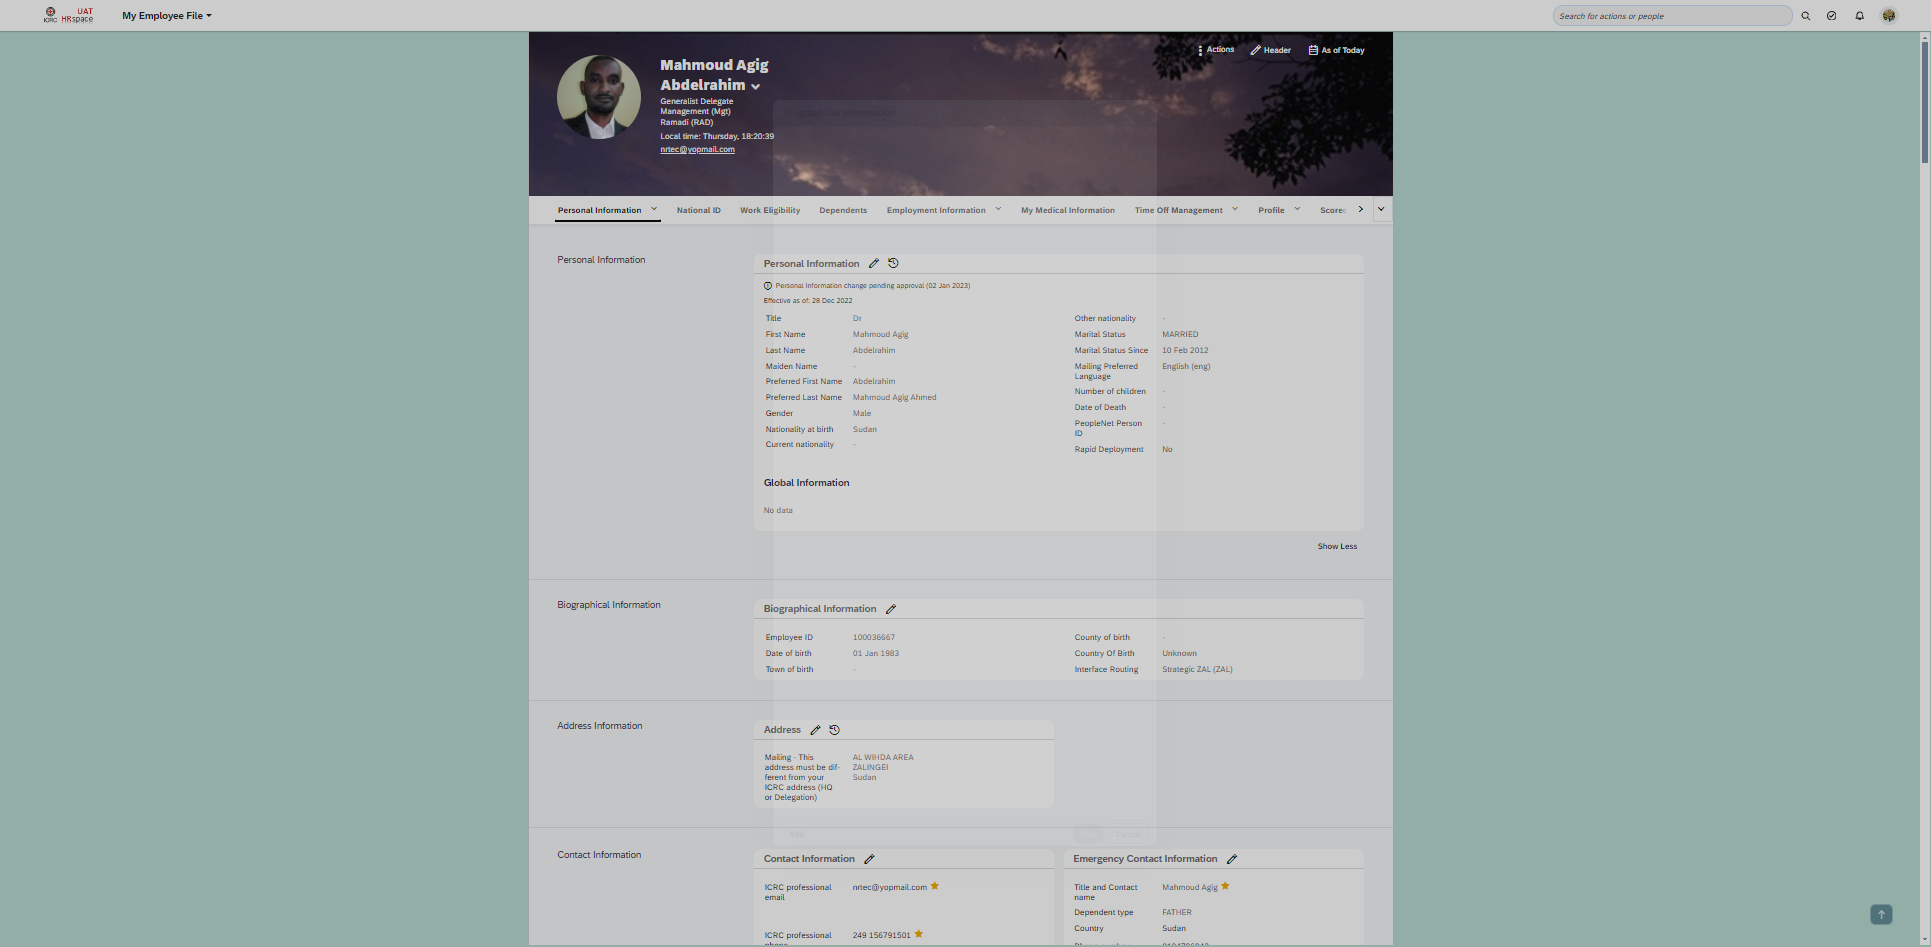 ICRC
UAT
HRspace
My Employee File
Search for actions or people
Mahmoud Agig
Abdelrahim
Generalist Delegate
Management (Mgt)
Ramadi (RAD)
Local time: Thursday, 18:20:39
nrtec@yopmail.com
Actions
Header
As of Today
Biographical Information
Personal Information
National ID
Work Eligibility
Dependents
Employment Information
My Medical Information
Time Off Management
Profile
Score
Personal Information
Personal Information
Personal Information change pending approval (02 Jan 2023)
Effective as of: 28 Dec 2022
Title Dr
First Name Mahmoud Agig
Last Name Abdelrahim
Maiden Name -
Preferred First Name Abdelrahim
Preferred Last Name Mahmoud Agig Ahmed
Gender Male
Nationality at birth Sudan
Current nationality -
Other nationality -
Marital Status MARRIED
Marital Status Since 10 Feb 2012
Mailing Preferred English (eng)
Language
Number of children -
Date of Death -
PeopleNet Person -
ID
Rapid Deployment No
Global Information
No data
Show Less
Biographical Information
Biographical Information
Employee ID 100036667
Date of birth 01 Jan 1983
Town of birth -
County of birth -
Country Of Birth Unknown
Interface Routing Strategic ZAL (ZAL)
Address Information
Address
Mailing - This AL WIHDA AREA
address must be dif- ZALINGEI
ferent from your Sudan
ICRC address (HQ
or Delegation)
Add
Cancel
Contact Information
Contact Information
ICRC professional nrtec@yopmail.com
email
ICRC professional 249 156791501
phone
Emergency Contact Information
Title and Contact Mahmoud Agig
name
Dependent type FATHER
Country Sudan